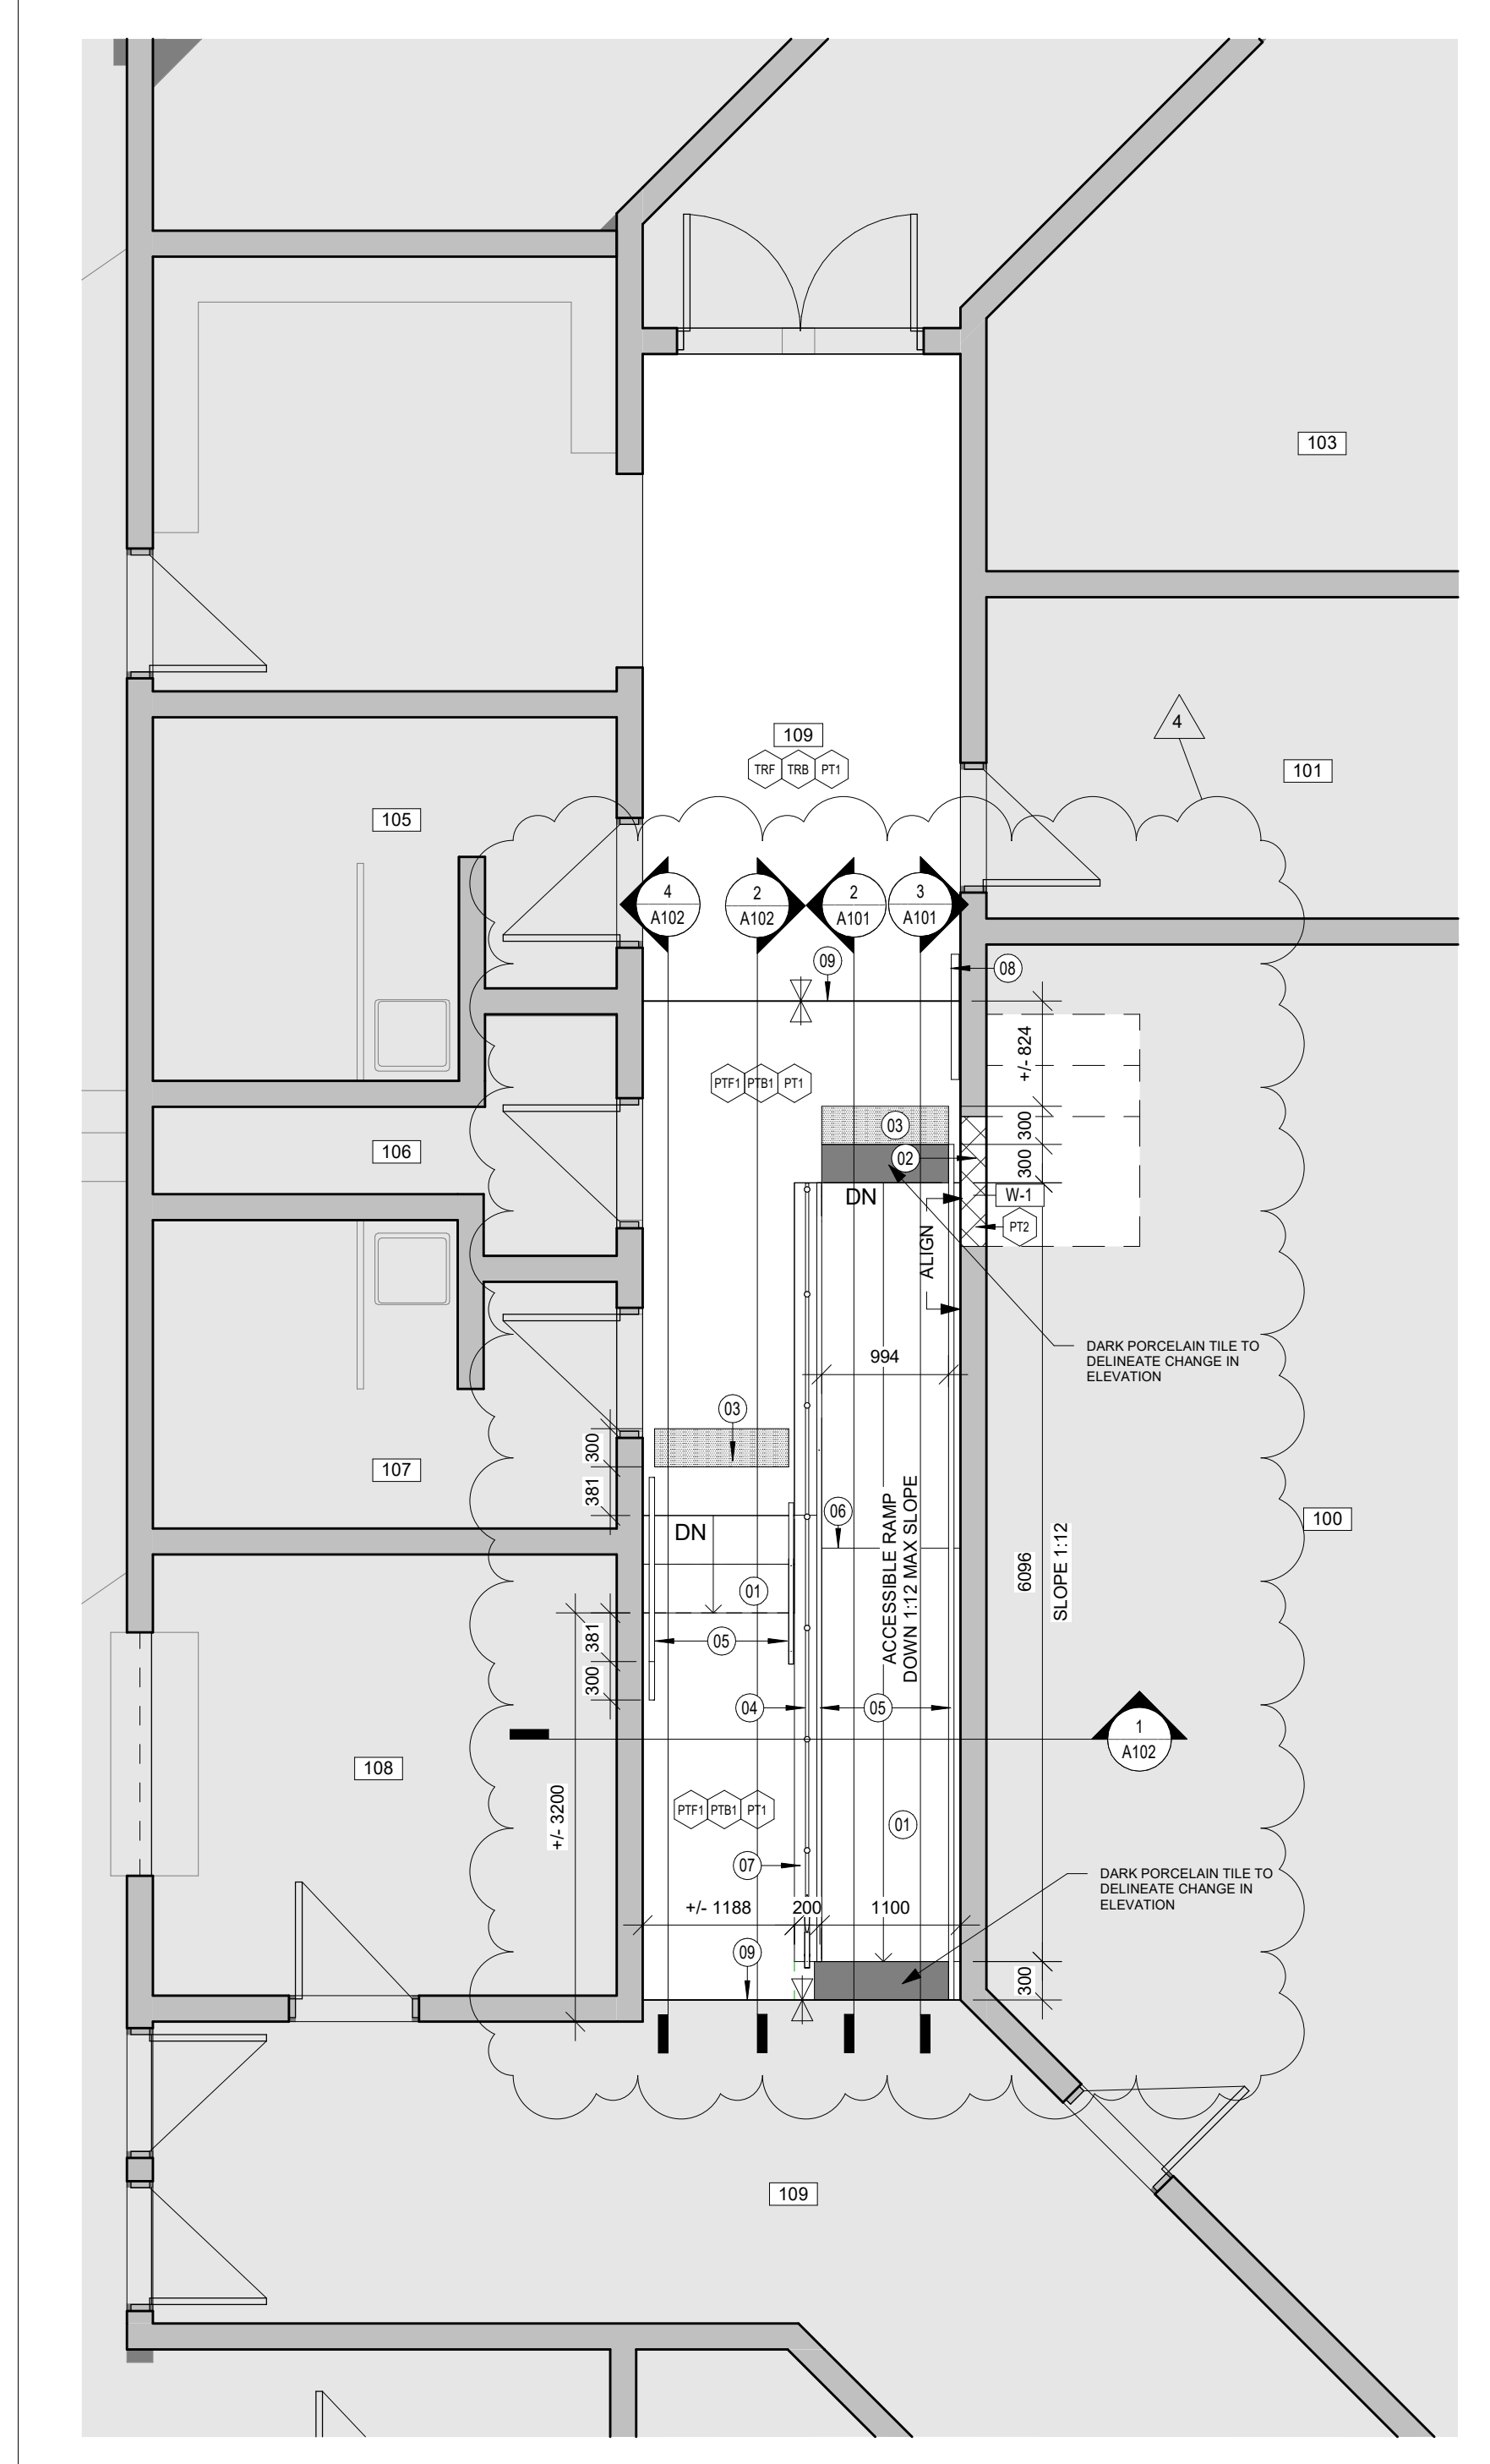 103
109
TRF TRB PT1
4
101
105
4
A102
2
A102
2
A101
3
A101
09
08
+/- 824
PTF1 PTB1 PT1
03
300
02
300
106
DN
W-1
PT2
ALIGN
DARK PORCELAIN TILE TO
DELINEATE CHANGE IN
ELEVATION
994
03
300
107
381
06
DN
ACCESSIBLE RAMP
DOWN 1:12 MAX SLOPE
100
6096
SLOPE 1:12
01
381
05
300
04
05
1
A102
108
PTF1 PTB1 PT1
01
+/- 3200
07
DARK PORCELAIN TILE TO
DELINEATE CHANGE IN
ELEVATION
+/- 1188
200
1100
09
300
109